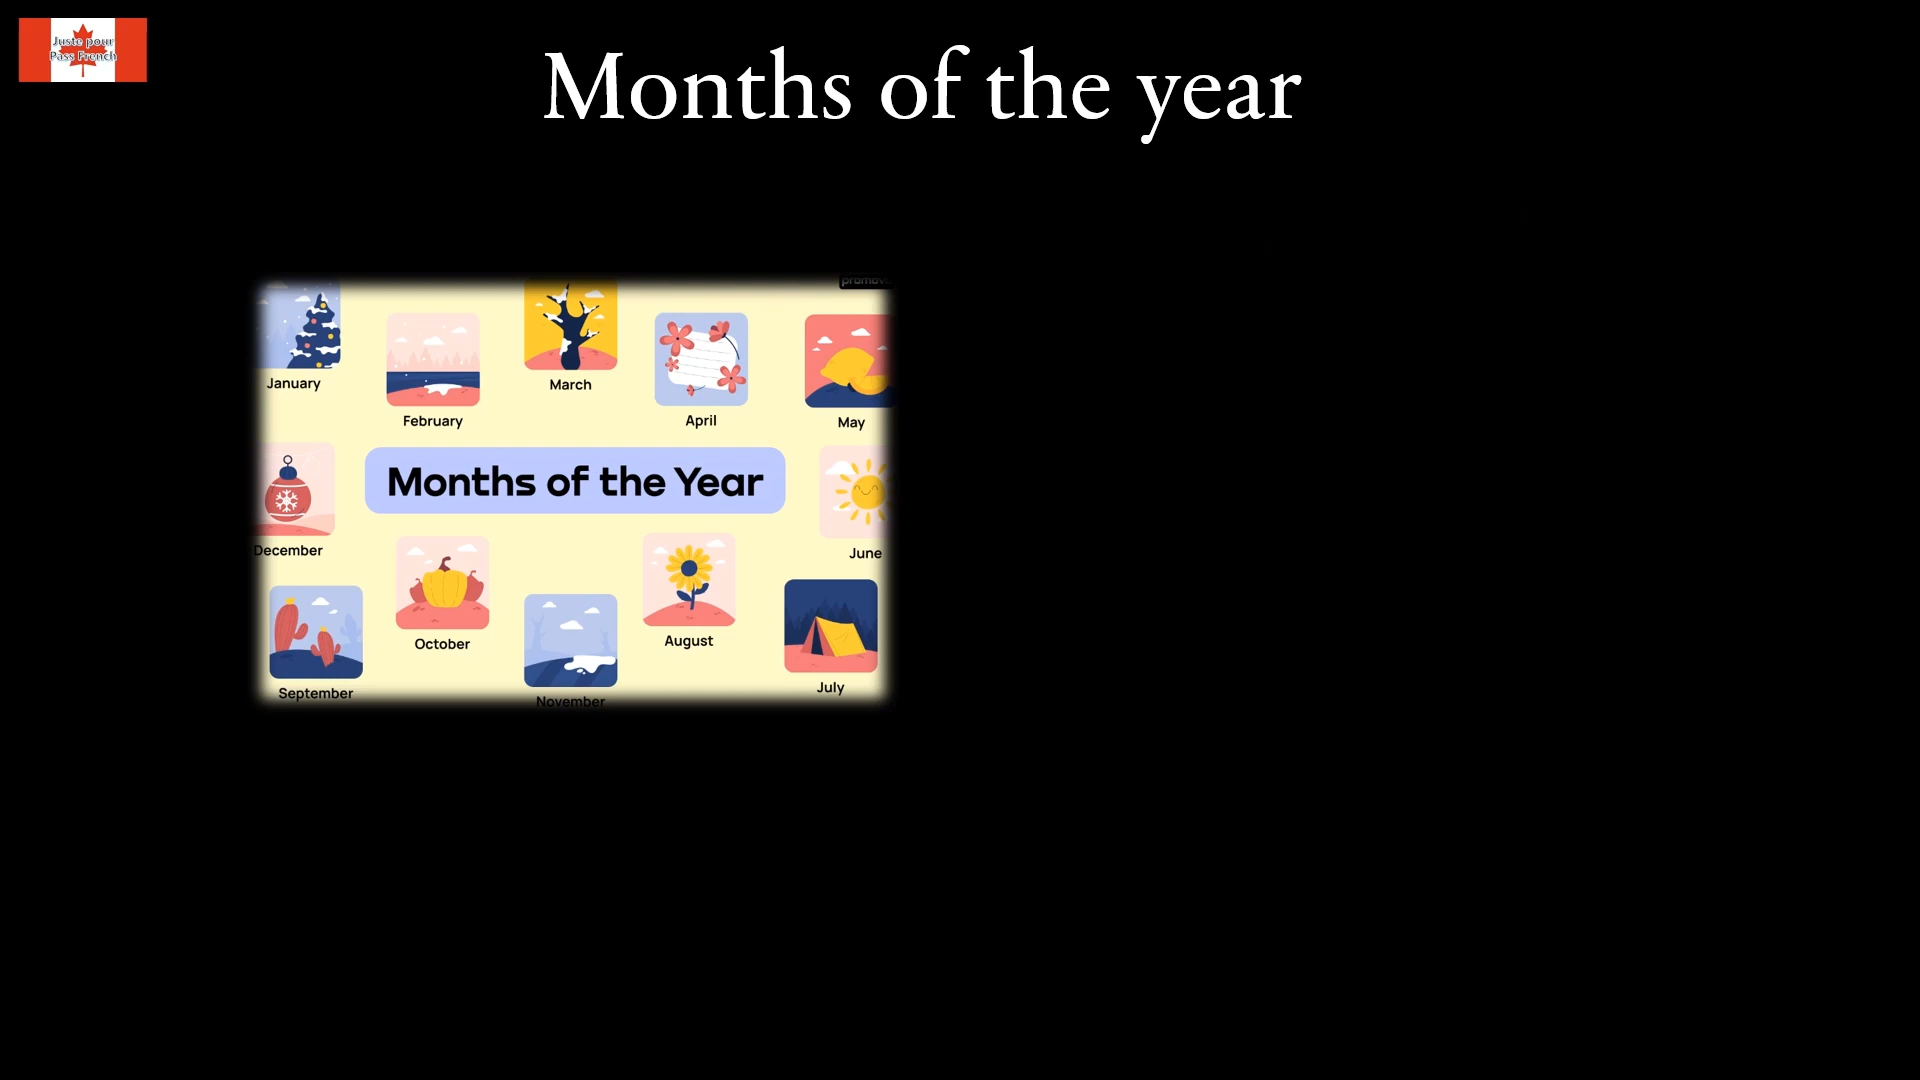 Juste pour
Pass French
Months of the year
January
February
March
April
May
Months of the Year
December
June
October
August
September
November
July